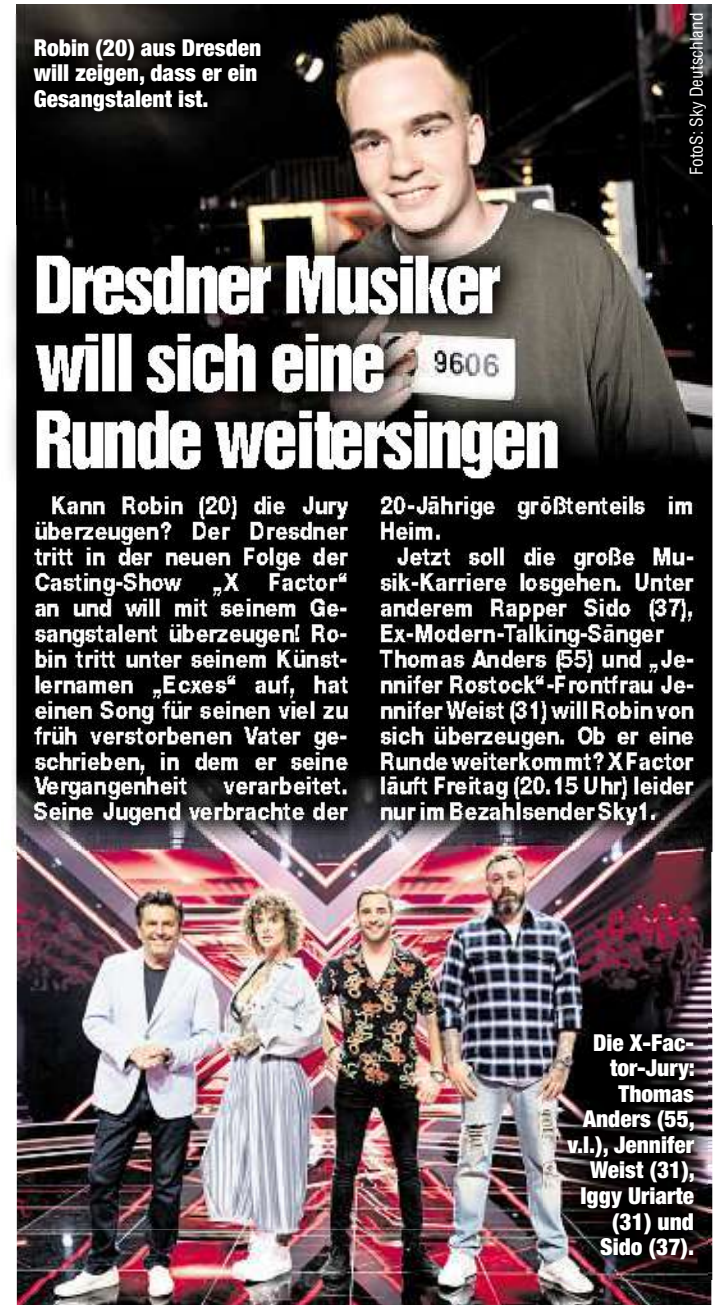 Robin (20) aus Dresden
will zeigen, dass er ein
Gesangstalent ist.
FotoS: Sky Deutschland
9606
Dresdner Musiker
will sich eine
Runde weitersingen
Kann Robin (20) die Jury
überzeugen? Der Dresdner
tritt in der neuen Folge der
Casting-Show „X Factor“
an und will mit seinem Ge-
sangstalent überzeugen! Ro-
bin tritt unter seinem Künst-
lernamen „Ecxes“ auf, hat
einen Song für seinen viel zu
früh verstorbenen Vater ge-
schrieben, in dem er seine
Vergangenheit verarbeitet.
Seine Jugend verbrachte der
20-Jährige größtenteils im
Heim.
Jetzt soll die große Mu-
sik-Karriere losgehen. Unter
anderem Rapper Sido (37),
Ex-Modern-Talking-Sänger
Thomas Anders (55) und „Je-
nnifer Rostock“-Frontfrau Je-
nnifer Weist (31) will Robin von
sich überzeugen. Ob er eine
Runde weiterkommt? X Factor
läuft Freitag (20.15 Uhr) leider
nur im Bezahlsender Sky1.
Die X-Fac-
tor-Jury:
Thomas
Anders (55,
v.l.), Jennifer
Weist (31),
Iggy Uriarte
(31) und
Sido (37).